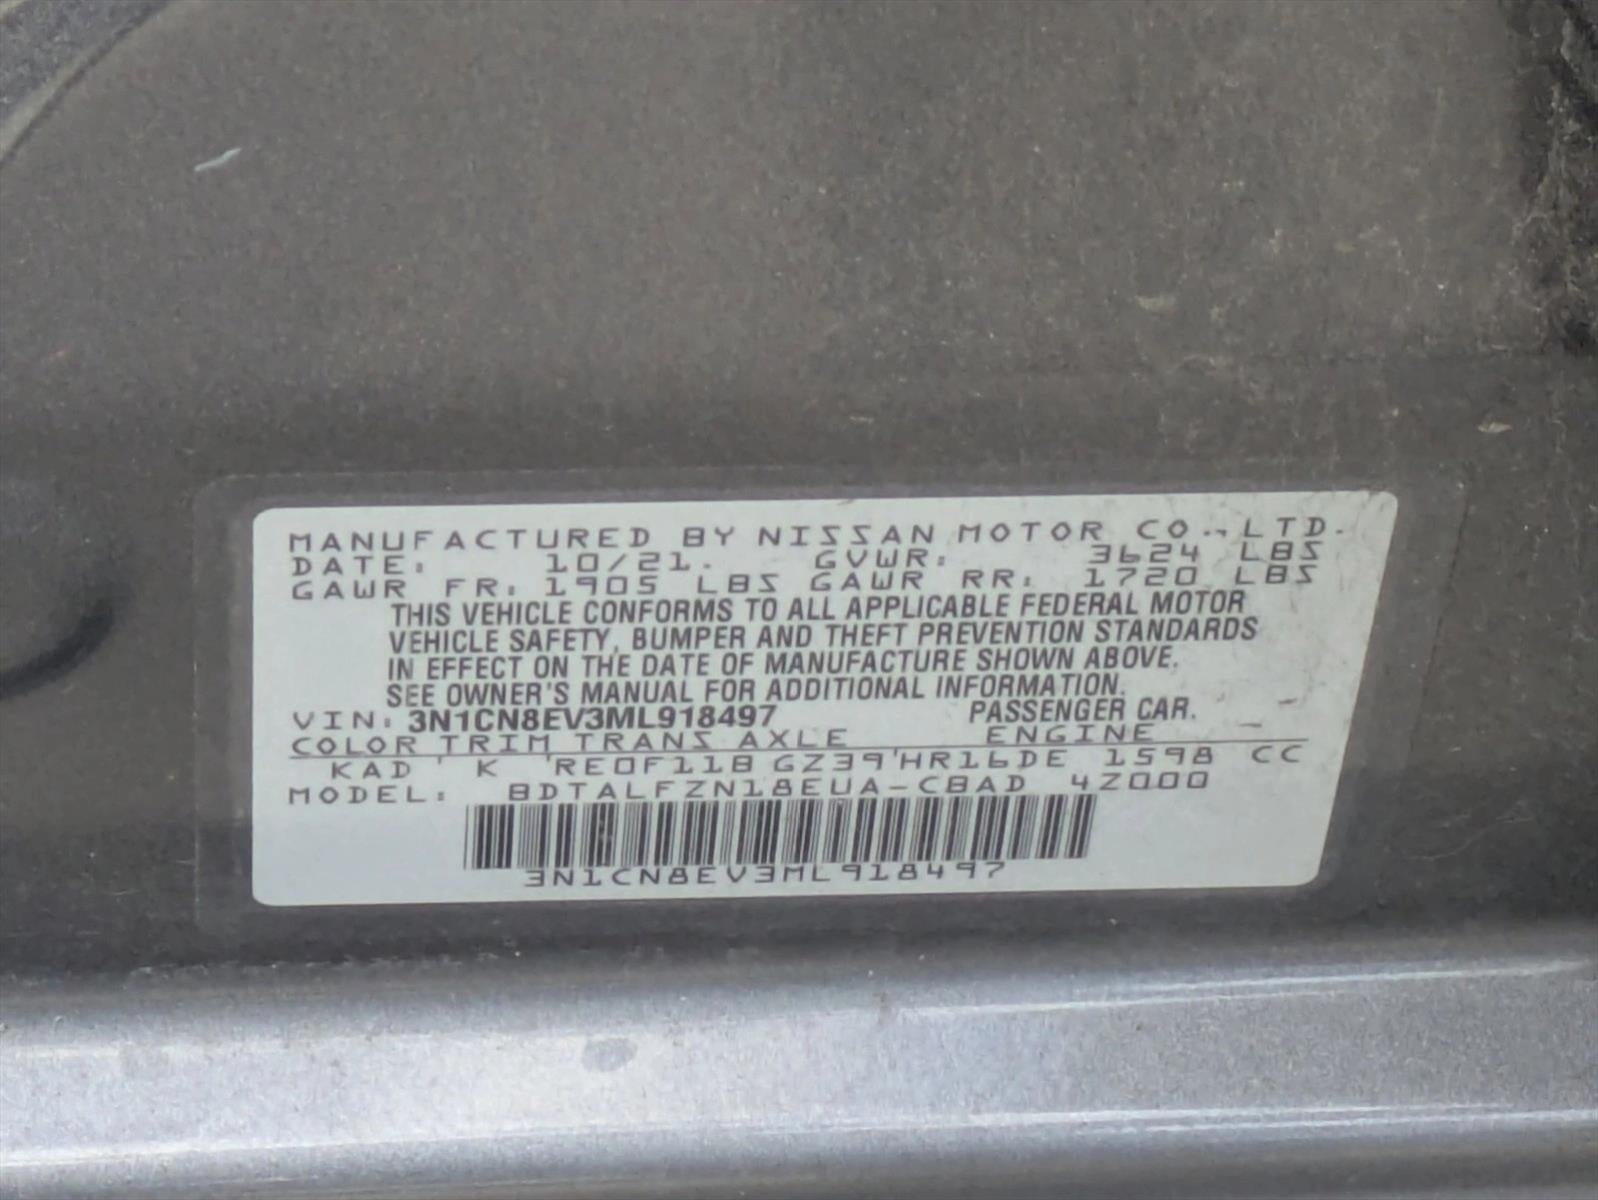 MANUFACTURED BY NISSAN MOTOR CO., LTD.
DATE: 10/21. GVWR: 3624 LBS
GAWR FR: 1905 LBS GAWR RR: 1720 LBS
THIS VEHICLE CONFORMS TO ALL APPLICABLE FEDERAL MOTOR
VEHICLE SAFETY, BUMPER AND THEFT PREVENTION STANDARDS
IN EFFECT ON THE DATE OF MANUFACTURE SHOWN ABOVE.
SEE OWNER'S MANUAL FOR ADDITIONAL INFORMATION.
VIN: 3N1CN8EV3ML918497 PASSENGER CAR.
COLOR TRIM TRANS AXLE ENGINE
KAD ' K 'RE0F11B GZ39'HR16DE 1598 CC
MODEL: BDTALFZN18EUA-CBAD 4Z000
3N1CN8EV3ML918497